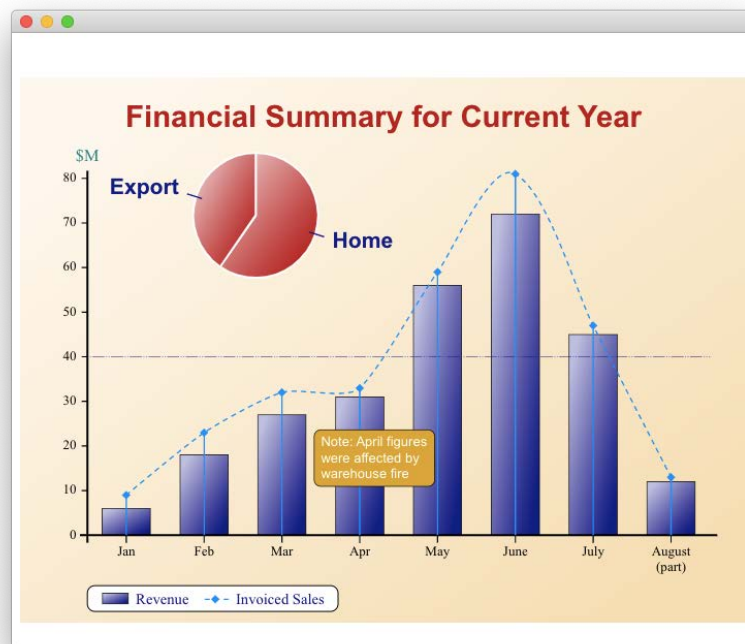 Financial Summary for Current Year
$M
Export
Home
80
70
60
50
40
30
20
10
0
Note: April figures
were affected by
warehouse fire
Jan Feb Mar Apr May June July August
(part)
Revenue Invoiced Sales